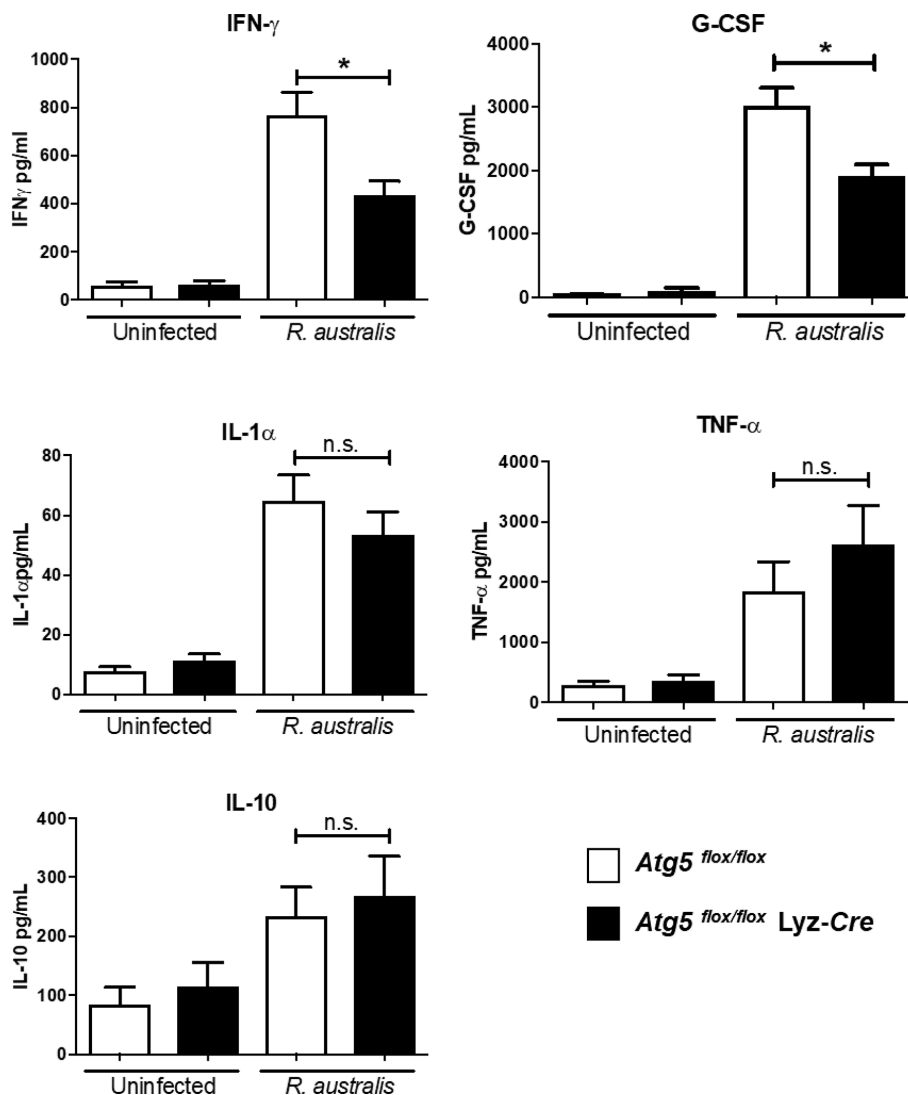 IFN-γ
IFNγ pg/ml
1000
800
600
400
200
0
*
Uninfected
R. australis
G-CSF
G-CSF pg/mL
4000
3000
2000
1000
0
*
Uninfected
R. australis
IL-1α
IL-1αpg/mL
80
60
40
20
0
n.s.
Uninfected
R. australis
TNF-α
TNF-α pg/mL
4000
3000
2000
1000
0
n.s.
Uninfected
R. australis
IL-10
IL-10 pg/mL
400
300
200
100
0
n.s.
Uninfected
R. australis
Atg5 flox/flox
Atg5 flox/flox Lyz-Cre